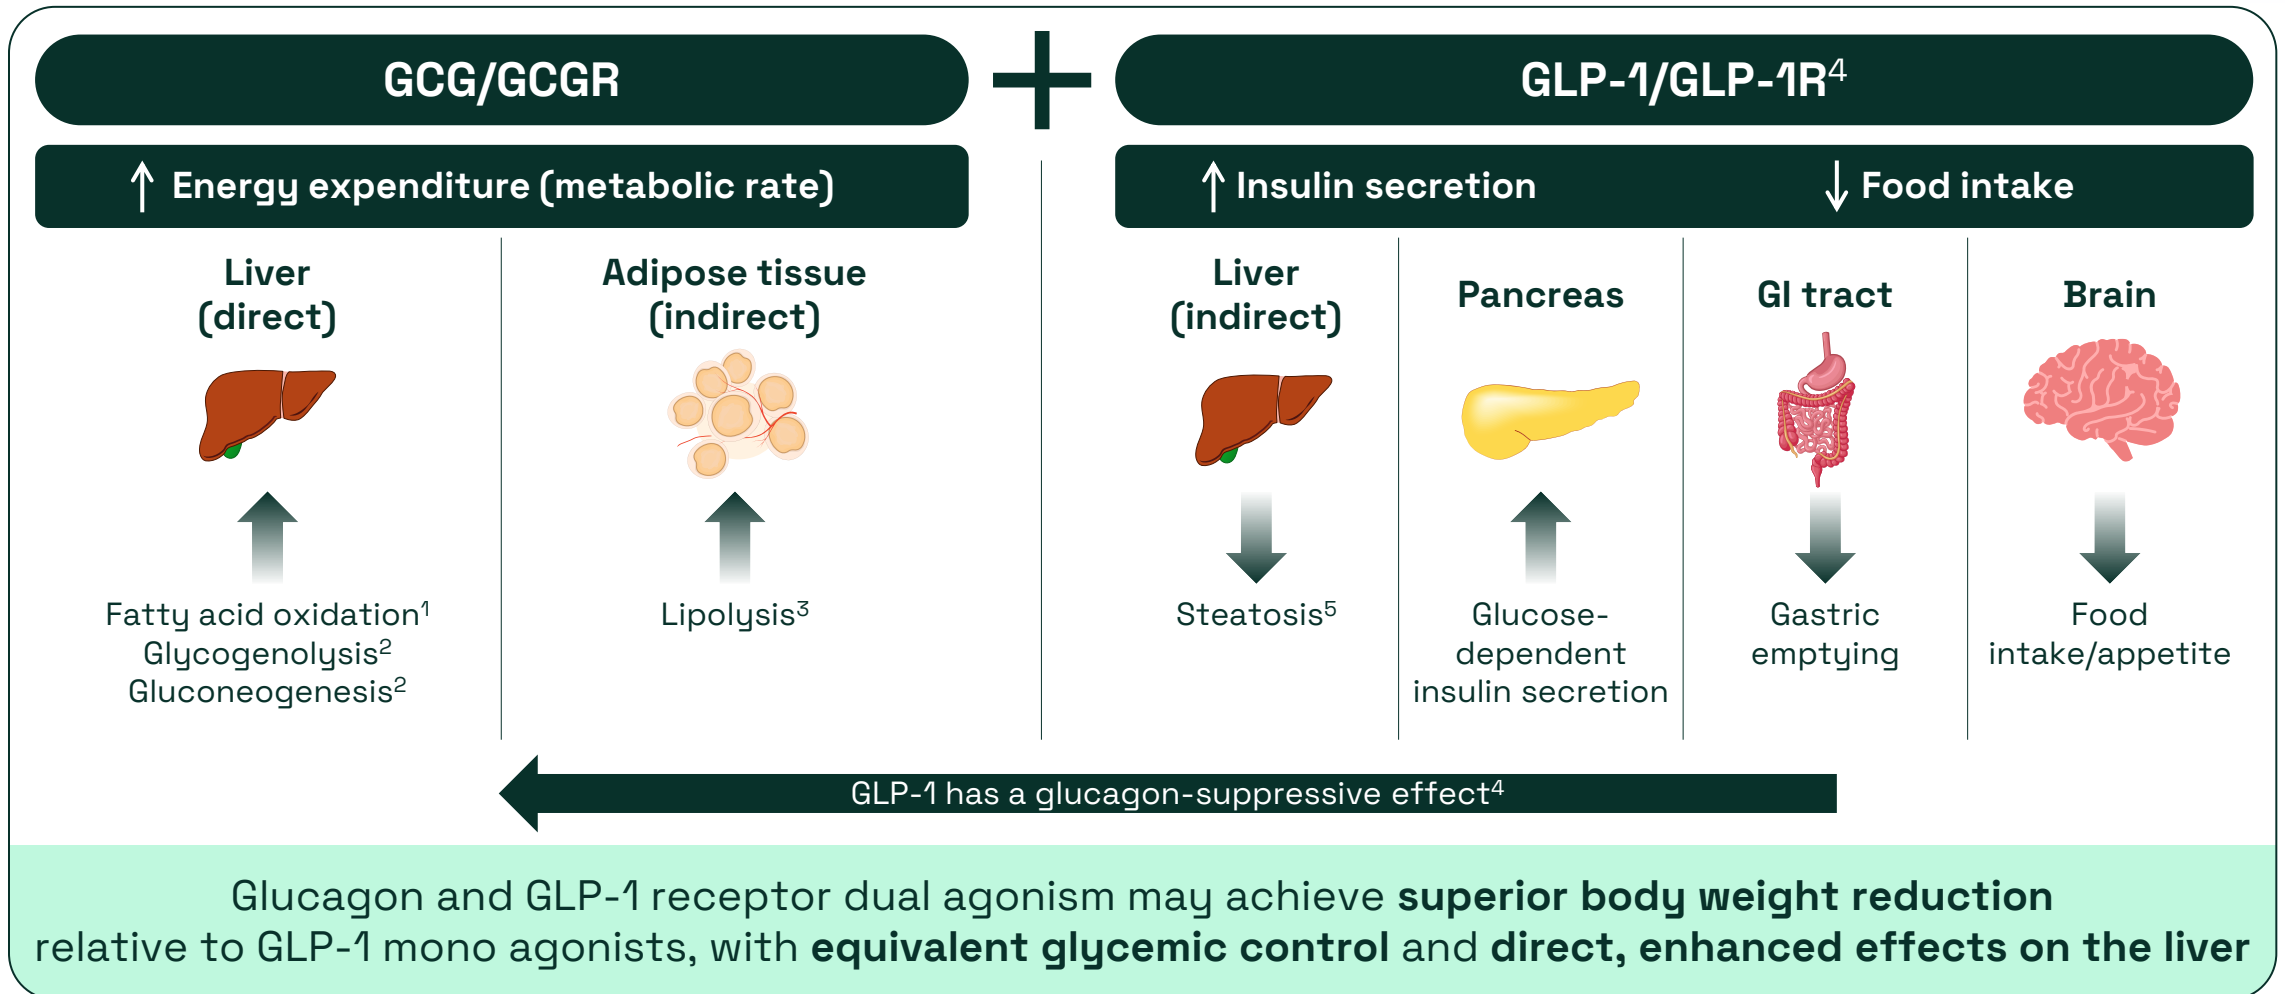 GCG/GCGR
GLP-1/GLP-1R⁴
↑ Energy expenditure (metabolic rate)
↑ Insulin secretion
↓ Food intake
Liver
(direct)
Fatty acid oxidation¹
Glycogenolysis²
Gluconeogenesis²
Adipose tissue
(indirect)
Lipolysis³
Liver
(indirect)
Steatosis⁵
Pancreas
Glucose-
dependent
insulin secretion
GI tract
Gastric
emptying
Brain
Food
intake/appetite
GLP-1 has a glucagon-suppressive effect⁴
Glucagon and GLP-1 receptor dual agonism may achieve superior body weight reduction
relative to GLP-1 mono agonists, with equivalent glycemic control and direct, enhanced effects on the liver